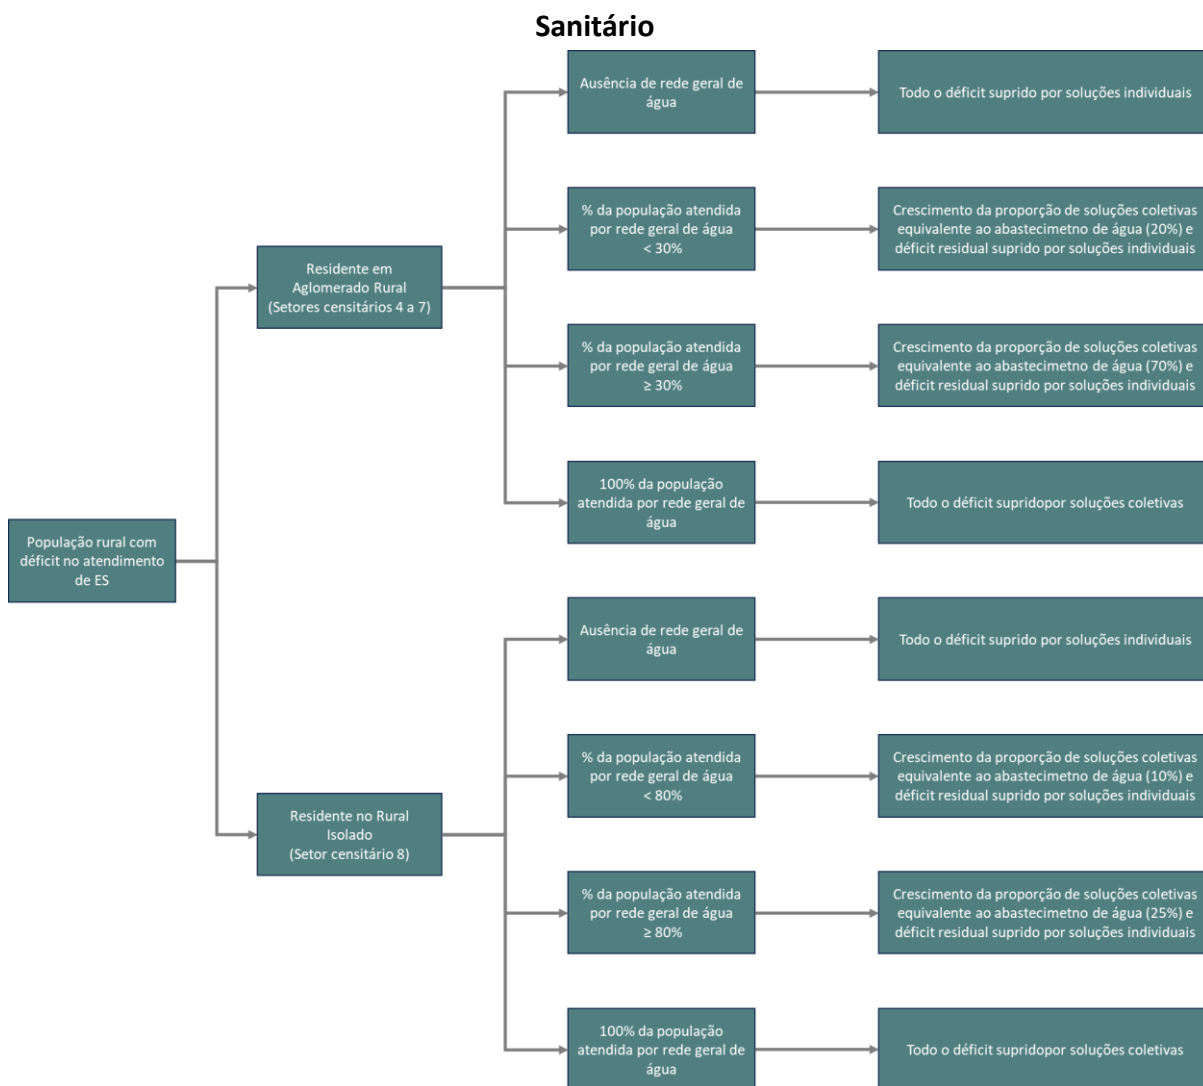 Sanitário
População rural com
déficit no atendimento
de ES
Residente em
Aglomerado Rural
(Setores censitários 4 a 7)
Ausência de rede geral de
água
Todo o déficit suprido por soluções individuais
% da população atendida
por rede geral de água
< 30%
Crescimento da proporção de soluções coletivas
equivalente ao abastecimetno de água (20%) e
déficit residual suprido por soluções individuais
% da população atendida
por rede geral de água
≥ 30%
Crescimento da proporção de soluções coletivas
equivalente ao abastecimetno de água (70%) e
déficit residual suprido por soluções individuais
100% da população
atendida por rede geral de
água
Todo o déficit supridopor soluções coletivas
Residente no Rural
Isolado
(Setor censitário 8)
Ausência de rede geral de
água
Todo o déficit suprido por soluções individuais
% da população atendida
por rede geral de água
< 80%
Crescimento da proporção de soluções coletivas
equivalente ao abastecimetno de água (10%) e
déficit residual suprido por soluções individuais
% da população atendida
por rede geral de água
≥ 80%
Crescimento da proporção de soluções coletivas
equivalente ao abastecimetno de água (25%) e
déficit residual suprido por soluções individuais
100% da população
atendida por rede geral de
água
Todo o déficit supridopor soluções coletivas